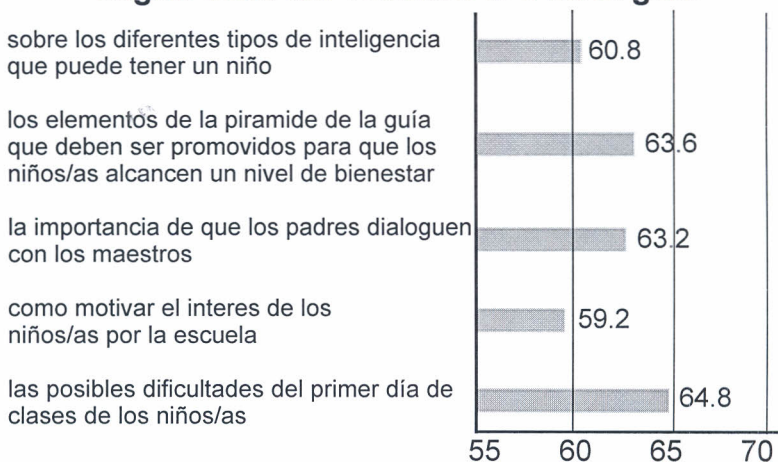 sobre los diferentes tipos de inteligencia
que puede tener un niño
60.8
los elementos de la piramide de la guía
que deben ser promovidos para que los
niños/as alcancen un nivel de bienestar
63.6
la importancia de que los padres dialoguen
con los maestros
63.2
como motivar el interes de los
niños/as por la escuela
59.2
las posibles dificultades del primer día de
clases de los niños/as
64.8
55 60 65 70